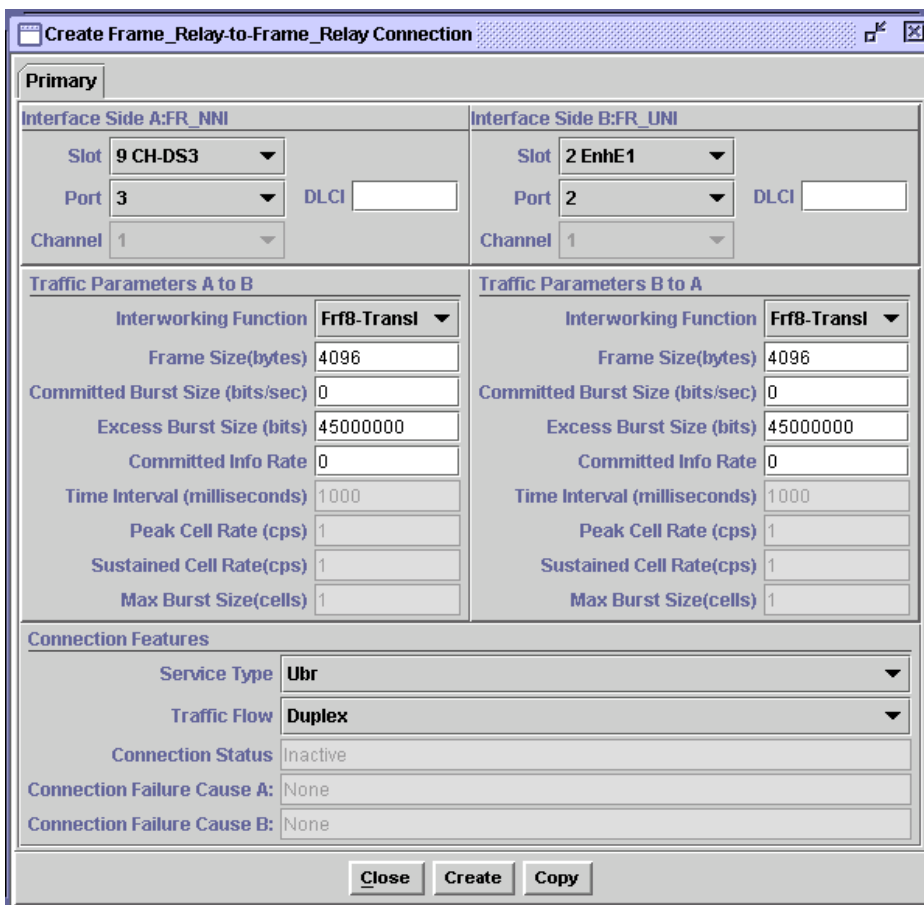 Create Frame_Relay-to-Frame_Relay Connection
Primary
Interface Side A:FR_NNI
Slot 9 CH-DS3
Port 3 DLCI
Channel 1
Interface Side B:FR_UNI
Slot 2 EnhE1
Port 2 DLCI
Channel 1
Traffic Parameters A to B
Interworking Function Frf8-Transl
Frame Size(bytes) 4096
Committed Burst Size (bits/sec) 0
Excess Burst Size (bits) 45000000
Committed Info Rate 0
Time Interval (milliseconds) 1000
Peak Cell Rate (cps) 1
Sustained Cell Rate(cps) 1
Max Burst Size(cells) 1
Traffic Parameters B to A
Interworking Function Frf8-Transl
Frame Size(bytes) 4096
Committed Burst Size (bits/sec) 0
Excess Burst Size (bits) 45000000
Committed Info Rate 0
Time Interval (milliseconds) 1000
Peak Cell Rate (cps) 1
Sustained Cell Rate(cps) 1
Max Burst Size(cells) 1
Connection Features
Service Type Ubr
Traffic Flow Duplex
Connection Status Inactive
Connection Failure Cause A: None
Connection Failure Cause B: None
Close Create Copy